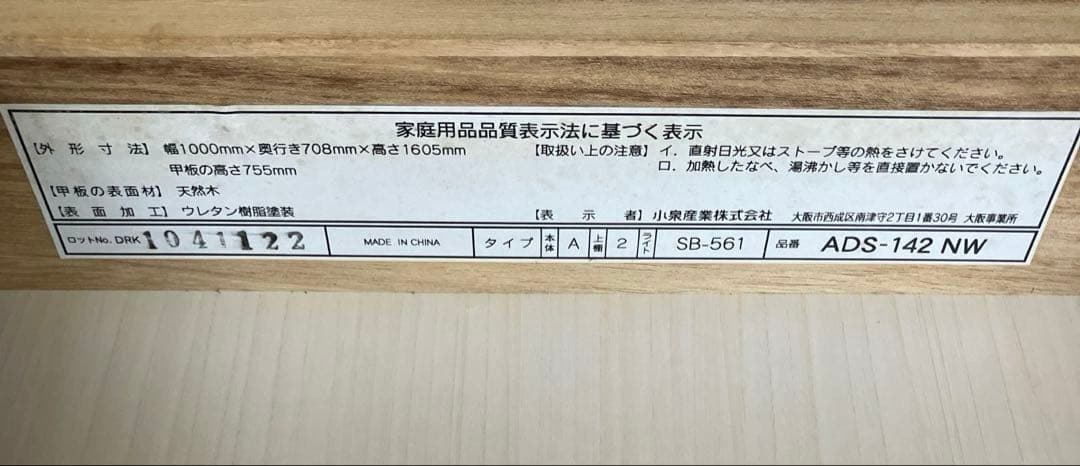 家庭用品品質表示法に基づく表示
【外形寸法】 幅1000mm×奥行き708mm×高さ1605mm
甲板の高さ755mm
【甲板の表面材】 天然木
【表面加工】 ウレタン樹脂塗装
【取扱い上の注意】 イ．直射日光又はストーブ等の熱をさけてください。
ロ．加熱したなべ、湯沸かし等を直接置かないでください。
【表示者】 小泉産業株式会社 大阪市西成区南津守2丁目1番30号 大阪事業所
ロットNo. DRK 1041122 MADE IN CHINA タイプ 本体 A 上棚 2 ライト SB-561 品番 ADS-142 NW